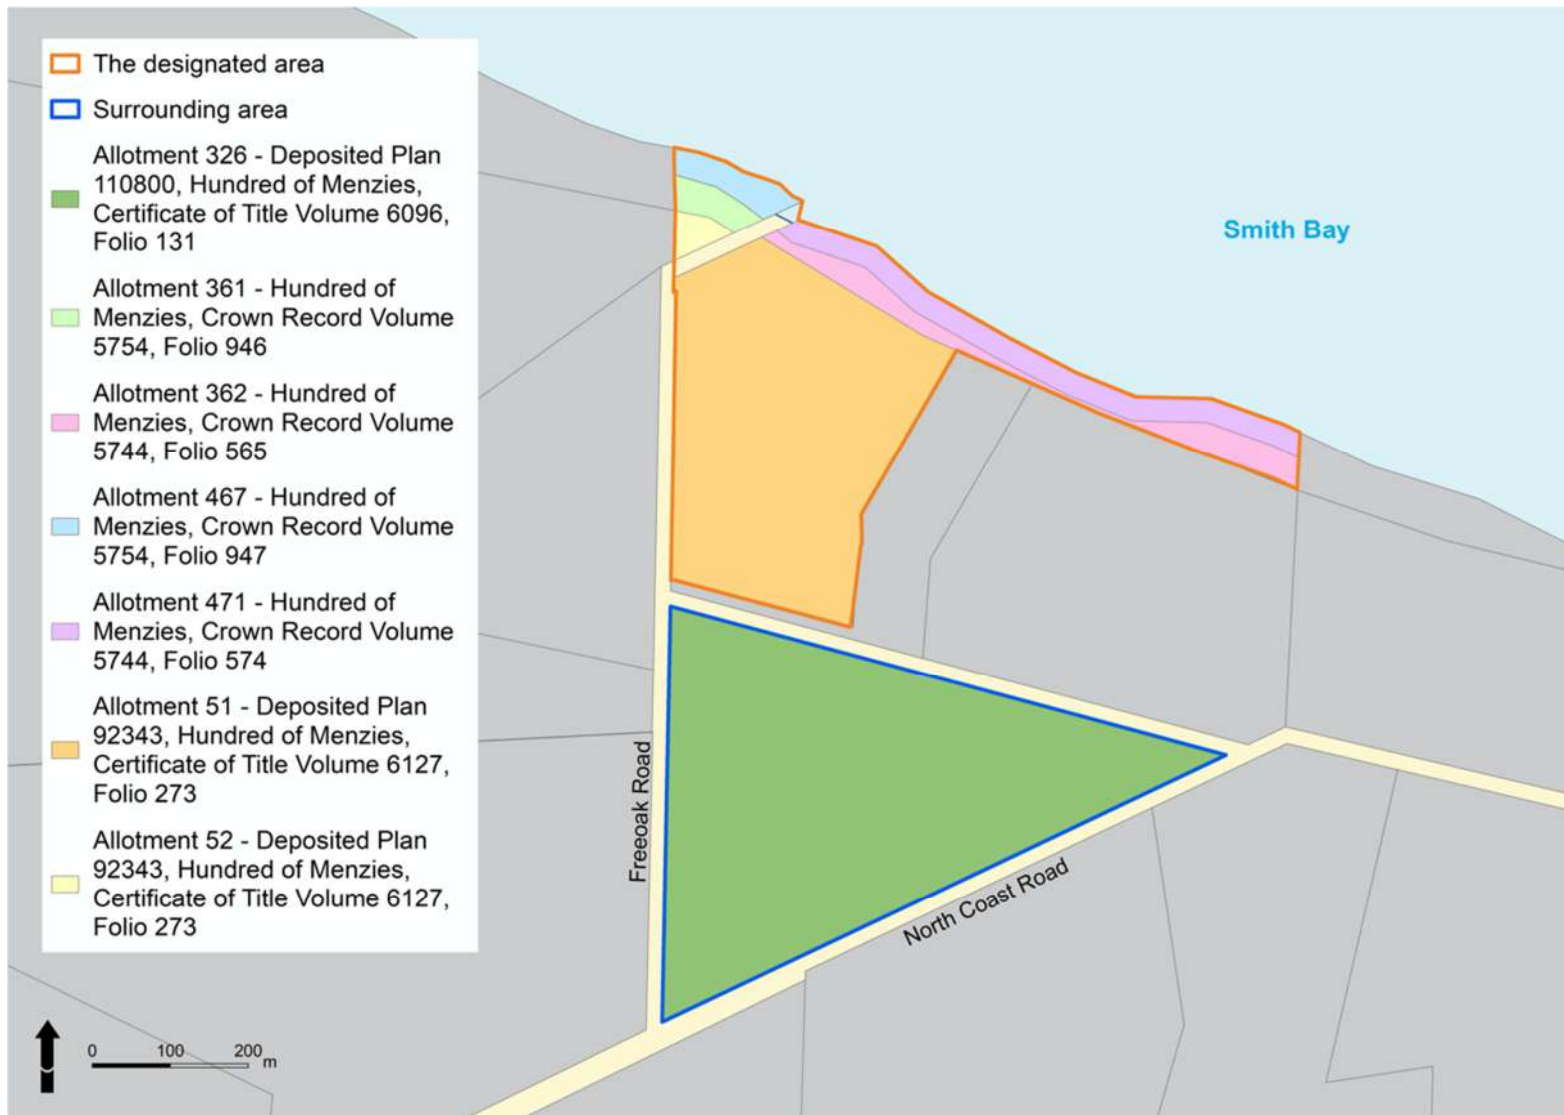 The designated area
Surrounding area
Allotment 326 - Deposited Plan
110800, Hundred of Menzies,
Certificate of Title Volume 6096,
Folio 131
Allotment 361 - Hundred of
Menzies, Crown Record Volume
5754, Folio 946
Allotment 362 - Hundred of
Menzies, Crown Record Volume
5744, Folio 565
Allotment 467 - Hundred of
Menzies, Crown Record Volume
5754, Folio 947
Allotment 471 - Hundred of
Menzies, Crown Record Volume
5744, Folio 574
Allotment 51 - Deposited Plan
92343, Hundred of Menzies,
Certificate of Title Volume 6127,
Folio 273
Allotment 52 - Deposited Plan
92343, Hundred of Menzies,
Certificate of Title Volume 6127,
Folio 273
Smith Bay
Freeoak Road
North Coast Road
0 100 200 m